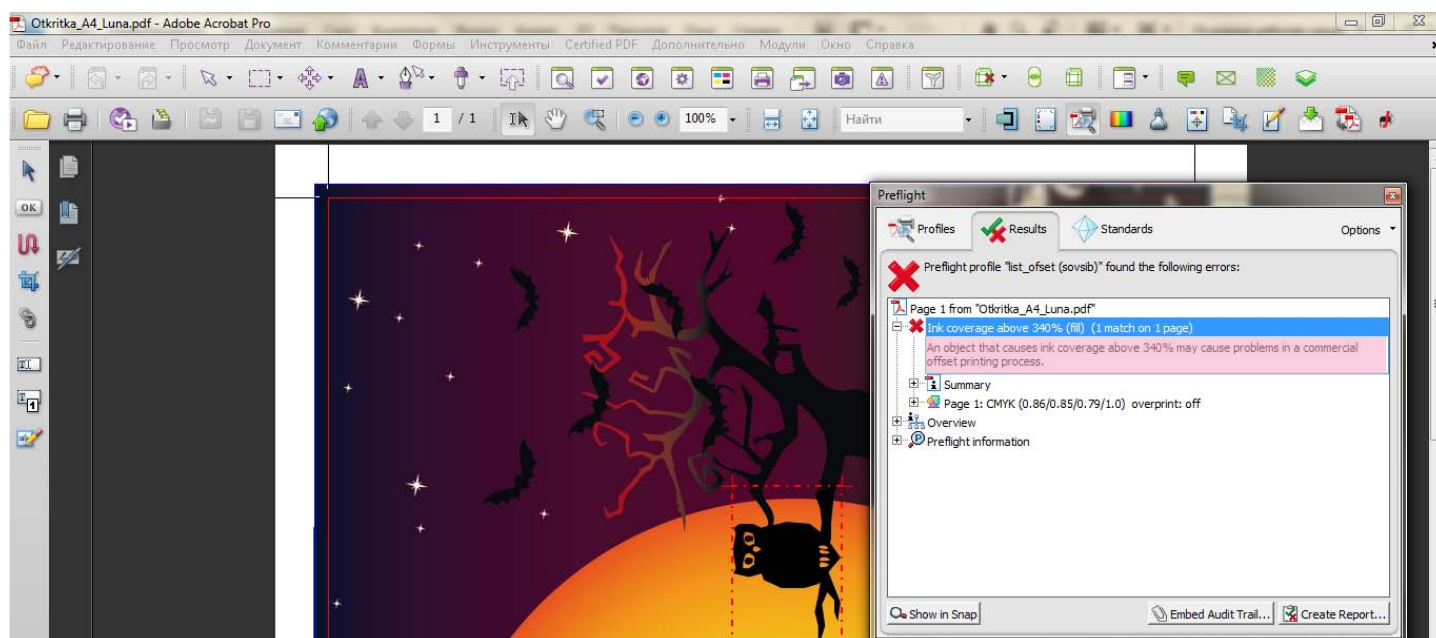 Otkritka_A4_Luna.pdf - Adobe Acrobat Pro
Файл Редактирование Просмотр Документ Комментарии Формы Инструменты Certified PDF Дополнительно Модули Окно Справка
1 / 1 100% Найти
OK
Preflight
Profiles Results Standards Options
Preflight profile "list_ofset (sovsib)" found the following errors:
Page 1 from "Otkritka_A4_Luna.pdf"
Ink coverage above 340% (fill) (1 match on 1 page)
An object that causes ink coverage above 340% may cause problems in a commercial
offset printing process.
Summary
Page 1: CMYK (0.86/0.85/0.79/1.0) overprint: off
Overview
Preflight information
Show in Snap Embed Audit Trail... Create Report...